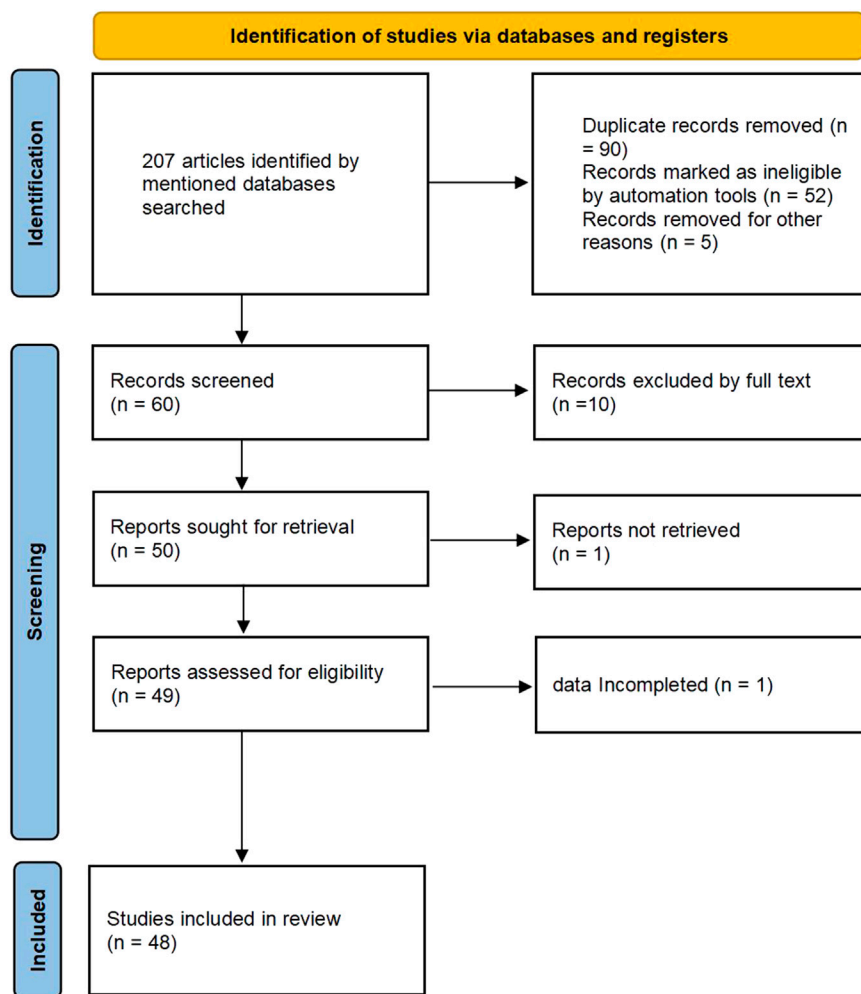 Identification of studies via databases and registers
Identification
207 articles identified by
mentioned databases
searched
Duplicate records removed (n
= 90)
Records marked as ineligible
by automation tools (n = 52)
Records removed for other
reasons (n = 5)
Screening
Records screened
(n = 60)
Records excluded by full text
(n =10)
Reports sought for retrieval
(n = 50)
Reports not retrieved
(n = 1)
Reports assessed for eligibility
(n = 49)
data Incompleted (n = 1)
Included
Studies included in review
(n = 48)